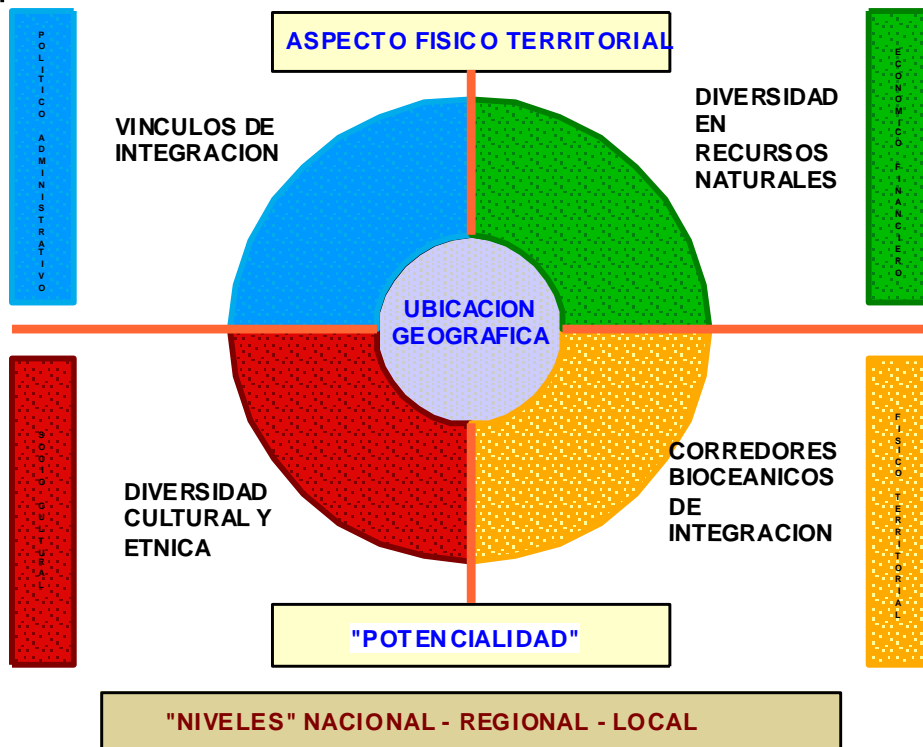 ASPECTO FISICO TERRITORIAL
POLITICO ADMINISTRATIVO
VINCULOS DE
INTEGRACION
DIVERSIDAD
EN
RECURSOS
NATURALES
ECONOMICO FINANCIERO
UBICACION
GEOGRAFICA
SOCIO CULTURAL
DIVERSIDAD
CULTURAL Y
ETNICA
CORREDORES
BIOCEANICOS
DE
INTEGRACION
FISICO TERRITORIAL
"POTENCIALIDAD"
"NIVELES" NACIONAL - REGIONAL - LOCAL